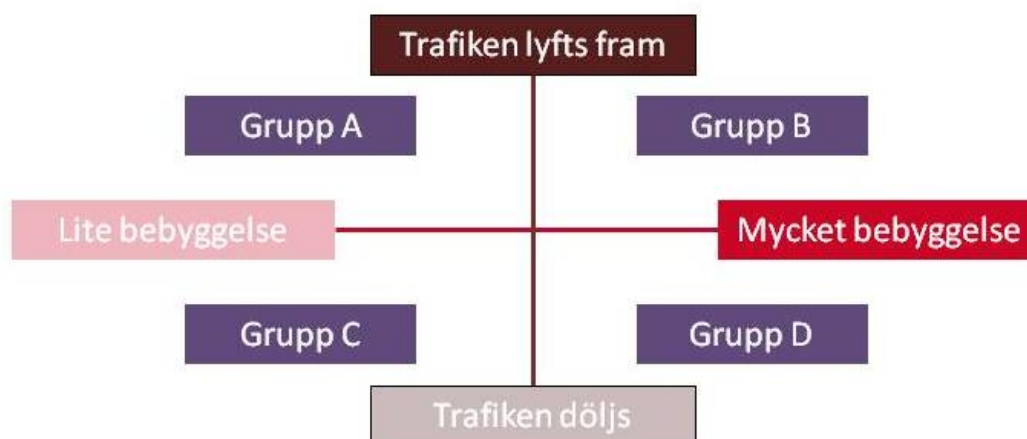 Trafiken lyfts fram
Grupp A
Grupp B
Lite bebyggelse
Mycket bebyggelse
Grupp C
Grupp D
Trafiken döljs